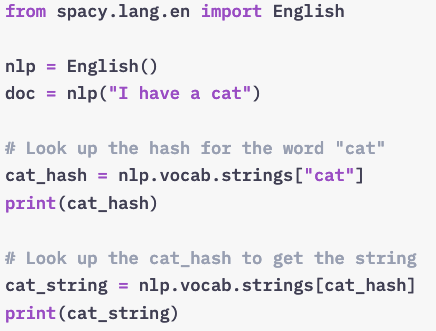 from spacy.lang.en import English
nlp = English()
doc = nlp("I have a cat")
# Look up the hash for the word "cat"
cat_hash = nlp.vocab.strings["cat"]
print(cat_hash)
# Look up the cat_hash to get the string
cat_string = nlp.vocab.strings[cat_hash]
print(cat_string)